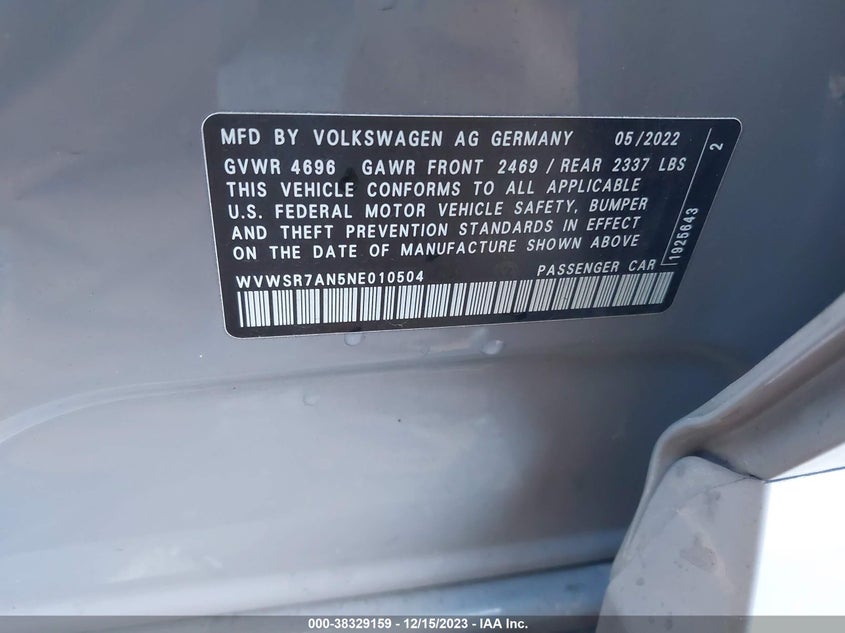 MFD BY VOLKSWAGEN AG GERMANY 05/2022
GVWR 4696 GAWR FRONT 2469 / REAR 2337 LBS
THIS VEHICLE CONFORMS TO ALL APPLICABLE
U.S. FEDERAL MOTOR VEHICLE SAFETY, BUMPER
AND THEFT PREVENTION STANDARDS IN EFFECT
ON THE DATE OF MANUFACTURE SHOWN ABOVE
WVWSR7AN5NE010504 PASSENGER CAR
1925643 2
000-38329159 - 12/15/2023 - IAA Inc.